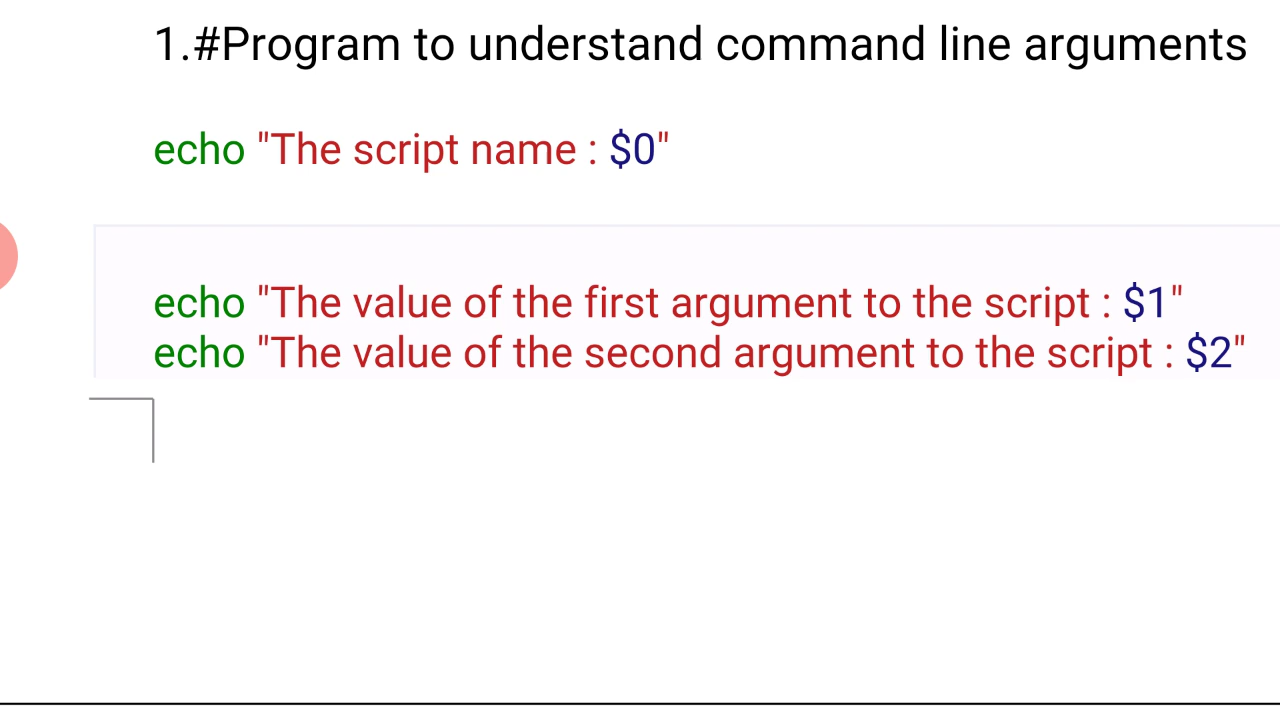 1.#Program to understand command line arguments
echo "The script name : $0"
echo "The value of the first argument to the script : $1"
echo "The value of the second argument to the script : $2"